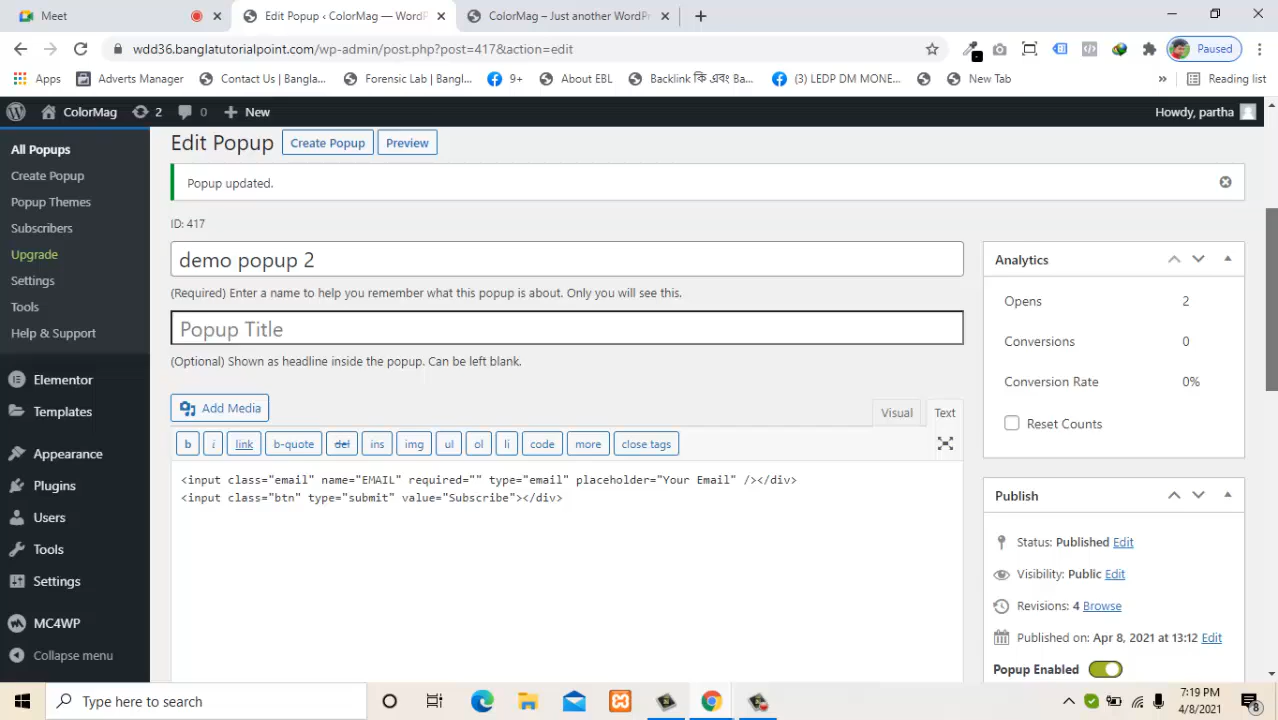 Meet
Edit Popup ‹ ColorMag — WordP
ColorMag – Just another WordPr
wdd36.banglatutorialpoint.com/wp-admin/post.php?post=417&action=edit
Paused
Apps
Adverts Manager
Contact Us | Bangla...
Forensic Lab | Bangl...
ই+
About EBL
Backlink কি এবং Ba...
(3) LEDP DM MONE...
New Tab
»
Reading list
ColorMag
2
0
New
Howdy, partha
All Popups
Create Popup
Popup Themes
Subscribers
Upgrade
Settings
Tools
Help & Support
Elementor
Templates
Appearance
Plugins
Users
Tools
Settings
MC4WP
Collapse menu
Edit Popup
Create Popup
Preview
Popup updated.
ID: 417
demo popup 2
(Required) Enter a name to help you remember what this popup is about. Only you will see this.
Popup Title
(Optional) Shown as headline inside the popup. Can be left blank.
Add Media
Visual
Text
b
i
link
b-quote
del
ins
img
ul
ol
li
code
more
close tags
<input class="email" name="EMAIL" required="" type="email" placeholder="Your Email" /></div>
<input class="btn" type="submit" value="Subscribe"></div>
Analytics
Opens 2
Conversions 0
Conversion Rate 0%
Reset Counts
Publish
Status: Published Edit
Visibility: Public Edit
Revisions: 4 Browse
Published on: Apr 8, 2021 at 13:12 Edit
Popup Enabled
Type here to search
7:19 PM
4/8/2021
8